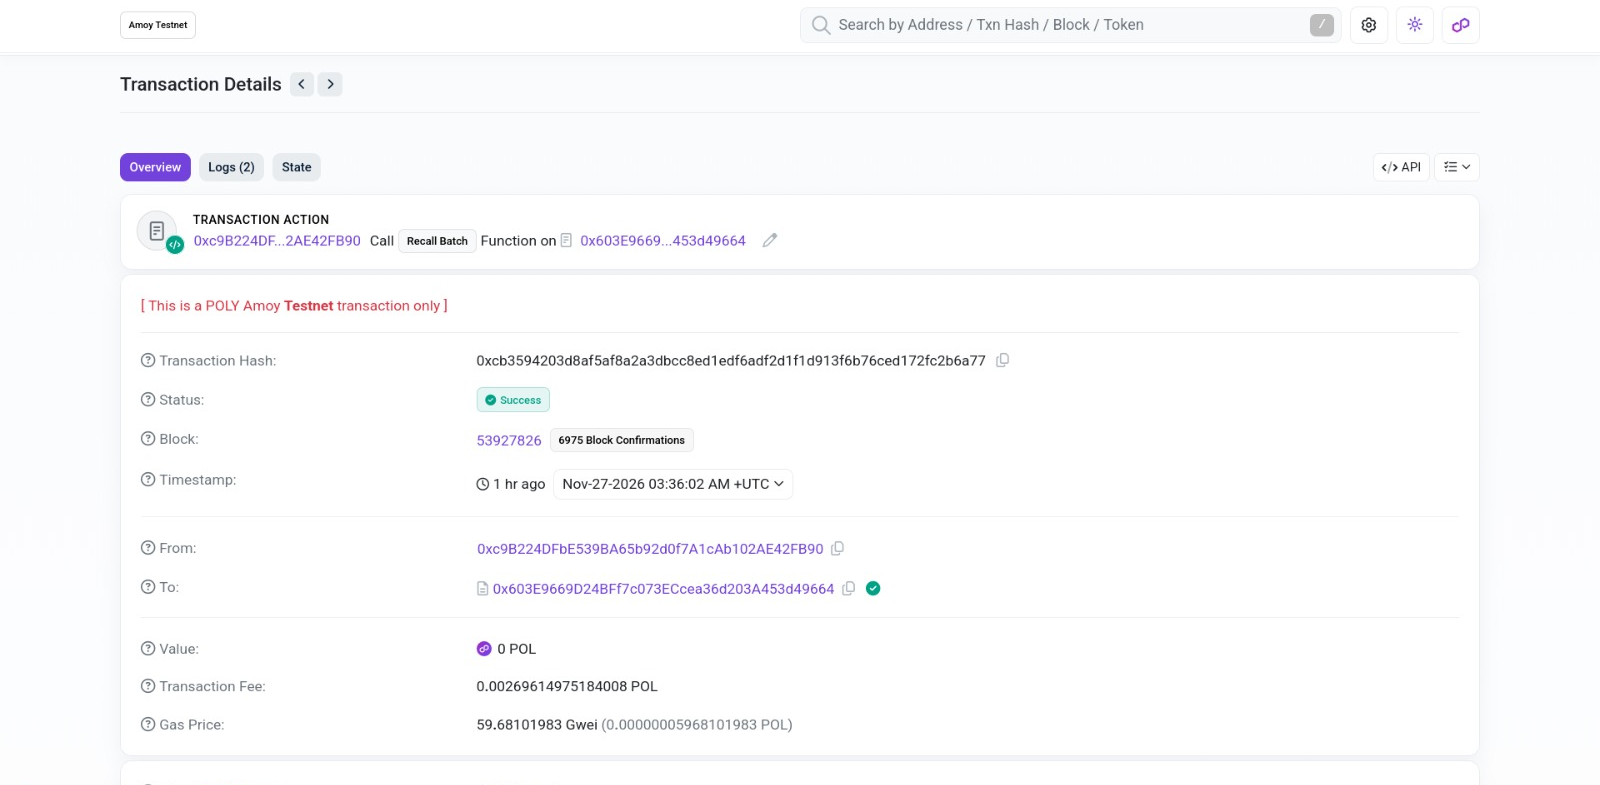 Amoy Testnet
Search by Address / Txn Hash / Block / Token
/
Transaction Details
Overview
Logs (2)
State
</> API
TRANSACTION ACTION
0xc9B224DF...2AE42FB90 Call Recall Batch Function on 0x603E9669...453d49664
[ This is a POLY Amoy Testnet transaction only ]
Transaction Hash: 0xcb3594203d8af5af8a2a3dbcc8ed1edf6adf2d1f1d913f6b76ced172fc2b6a77
Status: Success
Block: 53927826 6975 Block Confirmations
Timestamp: 1 hr ago Nov-27-2026 03:36:02 AM +UTC
From: 0xc9B224DFbE539BA65b92d0f7A1cAb102AE42FB90
To: 0x603E9669D24BFf7c073ECcea36d203A453d49664
Value: 0 POL
Transaction Fee: 0.00269614975184008 POL
Gas Price: 59.68101983 Gwei (0.00000005968101983 POL)